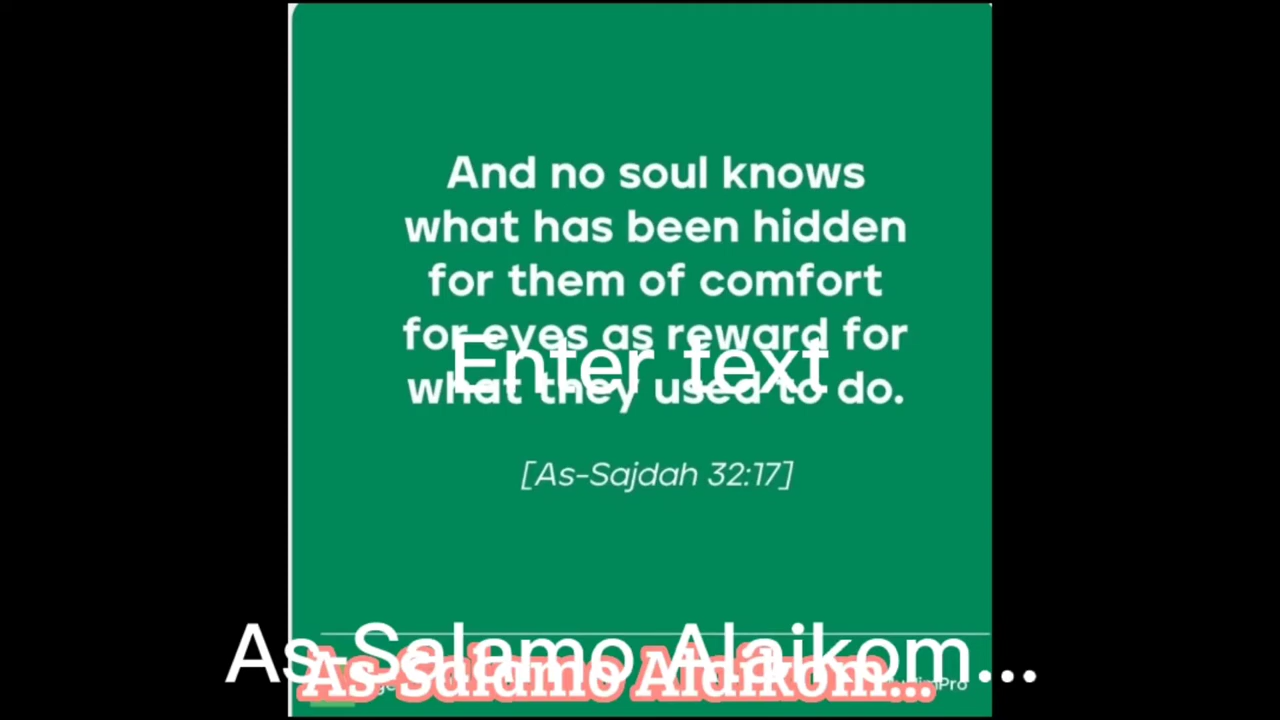 And no soul knows
what has been hidden
for them of comfort
for eyes as reward for
Enter text
what they used to do.
[As-Sajdah 32:17]
As-Salamo Alaikom...
As-Salamo Alaikom...